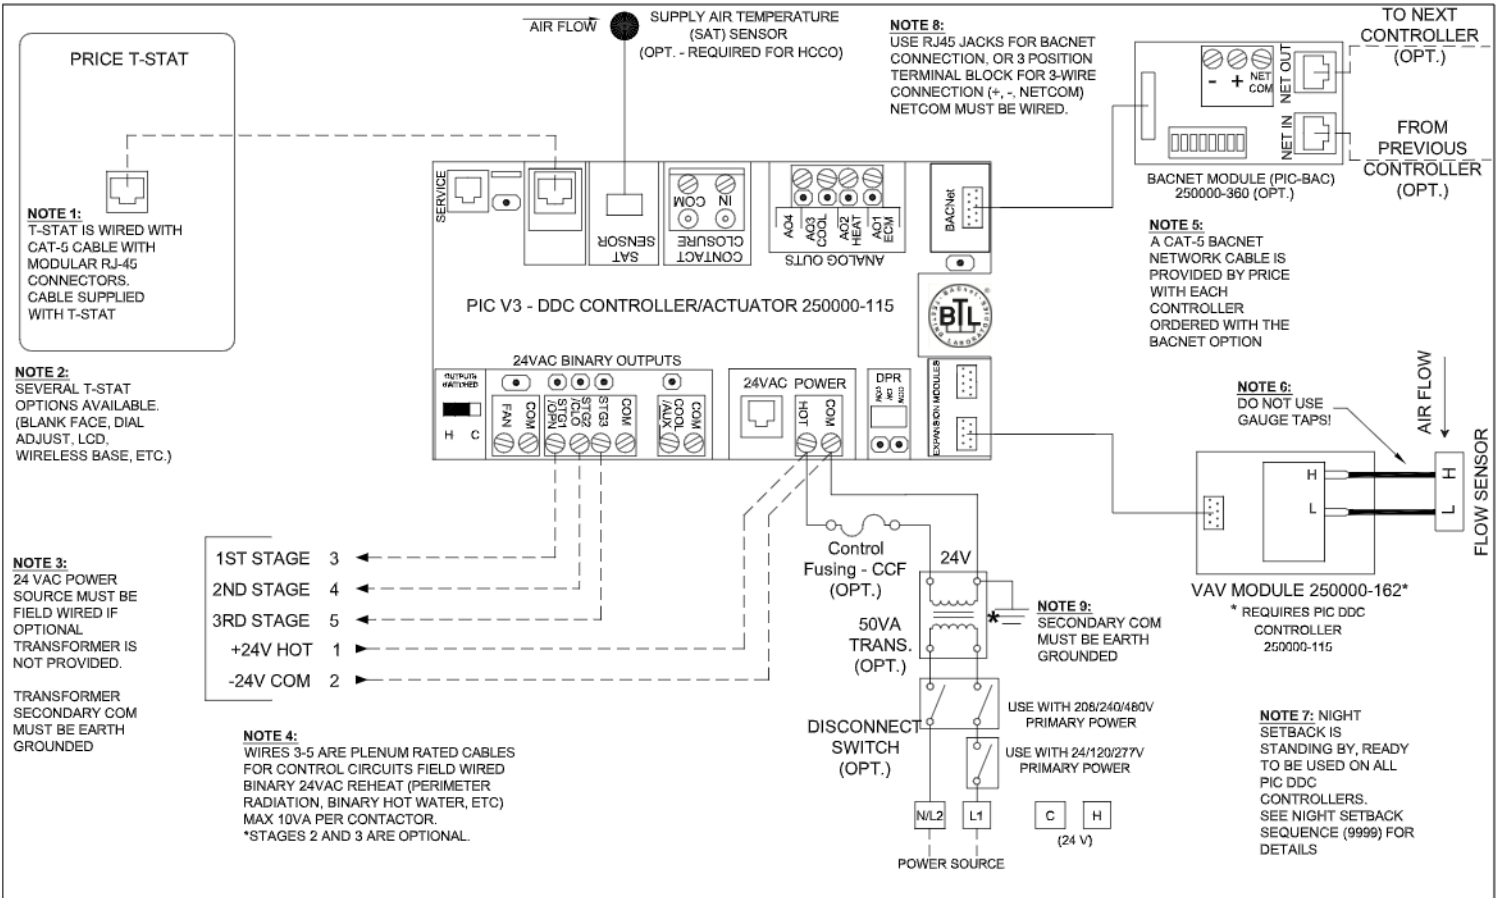 AIR FLOW
SUPPLY AIR TEMPERATURE
(SAT) SENSOR
(OPT. - REQUIRED FOR HCCO)
PRICE T-STAT
NOTE 1:
T-STAT IS WIRED WITH
CAT-5 CABLE WITH
MODULAR RJ-45
CONNECTORS.
CABLE SUPPLIED
WITH T-STAT
NOTE 2:
SEVERAL T-STAT
OPTIONS AVAILABLE.
(BLANK FACE, DIAL
ADJUST, LCD,
WIRELESS BASE, ETC.)
NOTE 3:
24 VAC POWER
SOURCE MUST BE
FIELD WIRED IF
OPTIONAL
TRANSFORMER IS
NOT PROVIDED.
TRANSFORMER
SECONDARY COM
MUST BE EARTH
GROUNDED
NOTE 8:
USE RJ45 JACKS FOR BACNET
CONNECTION, OR 3 POSITION
TERMINAL BLOCK FOR 3-WIRE
CONNECTION (+, -, NETCOM)
NETCOM MUST BE WIRED.
TO NEXT
CONTROLLER
(OPT.)
- + NET
COM
NET OUT
NET IN
FROM
PREVIOUS
CONTROLLER
(OPT.)
BACNET MODULE (PIC-BAC)
250000-360 (OPT.)
NOTE 5:
A CAT-5 BACNET
NETWORK CABLE IS
PROVIDED BY PRICE
WITH EACH
CONTROLLER
ORDERED WITH THE
BACNET OPTION
SERVICE
SAT
SENSOR
COM
IN
CONTACT
CLOSURE
AO4
AO3
COOL
AO2
HEAT
AO1
ECM
ANALOG OUTS
BACNet
PIC V3 - DDC CONTROLLER/ACTUATOR 250000-115
BTL
24VAC BINARY OUTPUTS
H C
FAN
COM
STG1
/OPN
STG2
/CLO
STG3
COM
COOL
/AUX
COM
24VAC POWER
HOT
COM
DPR
EXPANSION MODULES
NOTE 6:
DO NOT USE
GAUGE TAPS!
AIR FLOW
H H
L L
FLOW SENSOR
VAV MODULE 250000-162*
* REQUIRES PIC DDC
CONTROLLER
250000-115
1ST STAGE 3
2ND STAGE 4
3RD STAGE 5
+24V HOT 1
-24V COM 2
NOTE 4:
WIRES 3-5 ARE PLENUM RATED CABLES
FOR CONTROL CIRCUITS FIELD WIRED
BINARY 24VAC REHEAT (PERIMETER
RADIATION, BINARY HOT WATER, ETC)
MAX 10VA PER CONTACTOR.
*STAGES 2 AND 3 ARE OPTIONAL.
Control
Fusing - CCF
(OPT.)
24V
50VA
TRANS.
(OPT.)
*
NOTE 9:
SECONDARY COM
MUST BE EARTH
GROUNDED
DISCONNECT
SWITCH
(OPT.)
USE WITH 208/240/480V
PRIMARY POWER
USE WITH 24/120/277V
PRIMARY POWER
N/L2 L1 C H
(24 V)
POWER SOURCE
NOTE 7: NIGHT
SETBACK IS
STANDING BY, READY
TO BE USED ON ALL
PIC DDC
CONTROLLERS.
SEE NIGHT SETBACK
SEQUENCE (9999) FOR
DETAILS